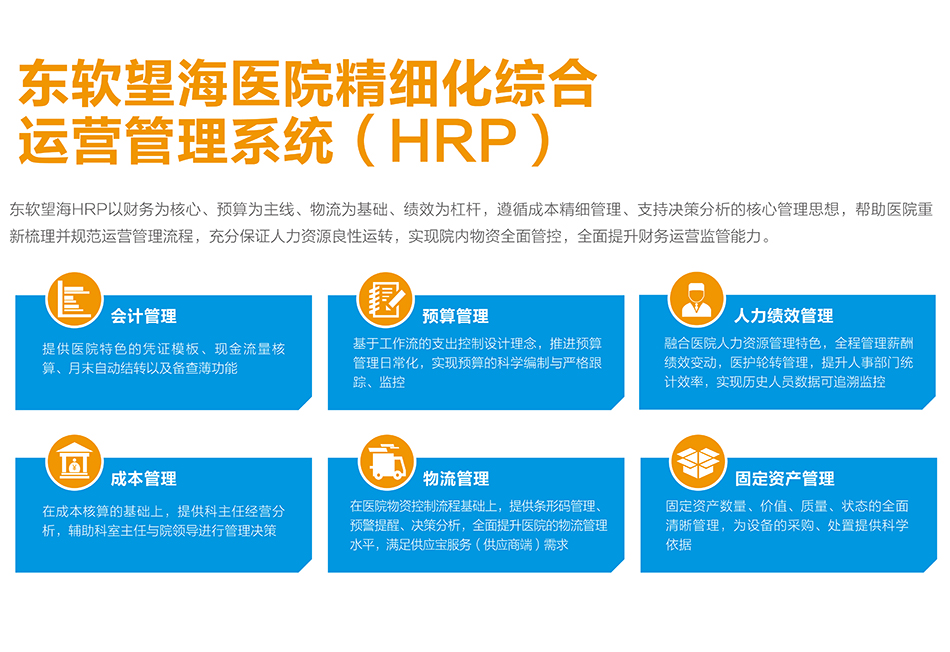 东软望海医院精细化综合
运营管理系统（HRP）
东软望海HRP以财务为核心、预算为主线、物流为基础、绩效为杠杆，遵循成本精细管理、支持决策分析的核心管理思想，帮助医院重
新梳理并规范运营管理流程，充分保证人力资源良性运转，实现院内物资全面管控，全面提升财务运营监管能力。
会计管理
提供医院特色的凭证模板、现金流量核
算、月末自动结转以及备查薄功能
预算管理
基于工作流的支出控制设计理念，推进预算
管理日常化，实现预算的科学编制与严格跟
踪、监控
人力绩效管理
融合医院人力资源管理特色，全程管理薪酬
绩效变动，医护轮转管理，提升人事部门统
计效率，实现历史人员数据可追溯监控
成本管理
在成本核算的基础上，提供科主任经营分
析，辅助科室主任与院领导进行管理决策
物流管理
在医院物资控制流程基础上，提供条形码管理、
预警提醒、决策分析，全面提升医院的物流管理
水平，满足供应宝服务（供应商端）需求
固定资产管理
固定资产数量、价值、质量、状态的全面
清晰管理，为设备的采购、处置提供科学
依据